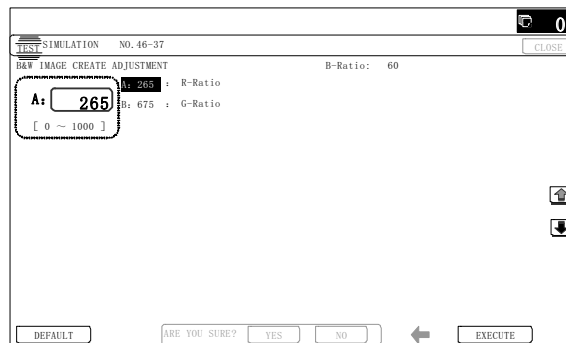 0
TEST SIMULATION NO.46-37 CLOSE
B&W IMAGE CREATE ADJUSTMENT B-Ratio: 60
A: 265
[ 0 ~ 1000 ]
A: 265 : R-Ratio
B: 675 : G-Ratio
DEFAULT ARE YOU SURE? YES NO EXECUTE